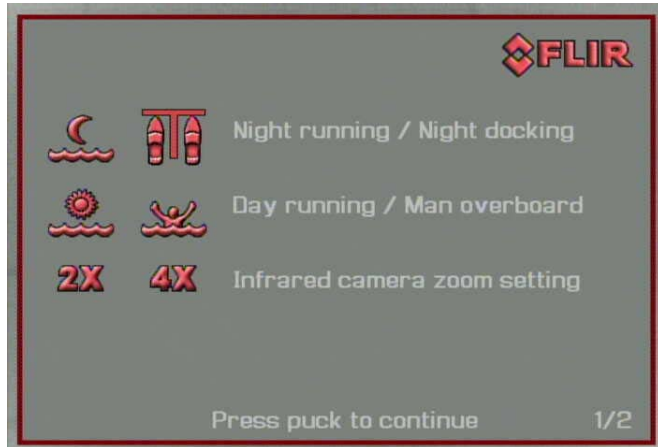 FLIR
Night running / Night docking
Day running / Man overboard
2X 4X Infrared camera zoom setting
Press puck to continue 1/2